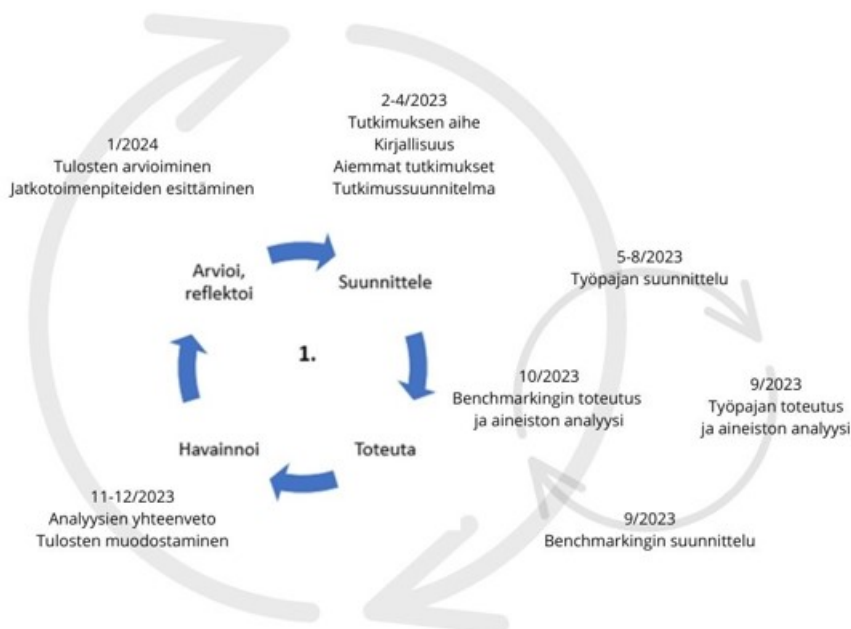 2-4/2023
Tutkimuksen aihe
Kirjallisuus
Aiemmat tutkimukset
Tutkimussuunnitelma
1/2024
Tulosten arvioiminen
Jatkotoimenpiteiden esittäminen
Arvioi,
reflektoi
Suunnittele
1.
Havainnoi
Toteuta
5-8/2023
Työpajan suunnittelu
9/2023
Työpajan toteutus
ja aineiston analyysi
9/2023
Benchmarkingin suunnittelu
10/2023
Benchmarkingin toteutus
ja aineiston analyysi
11-12/2023
Analyysien yhteenveto
Tulosten muodostaminen